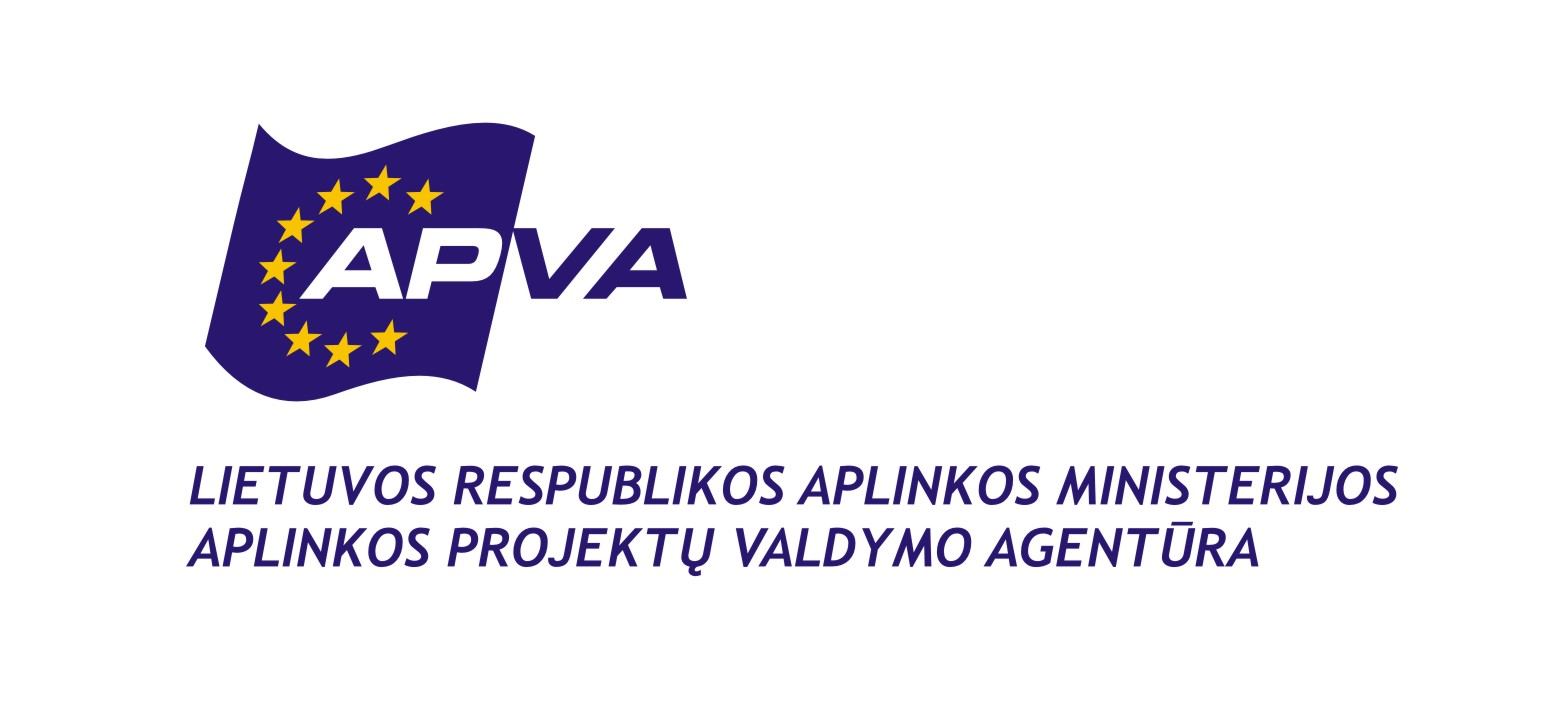 APVA
LIETUVOS RESPUBLIKOS APLINKOS MINISTERIJOS
APLINKOS PROJEKTŲ VALDYMO AGENTŪRA